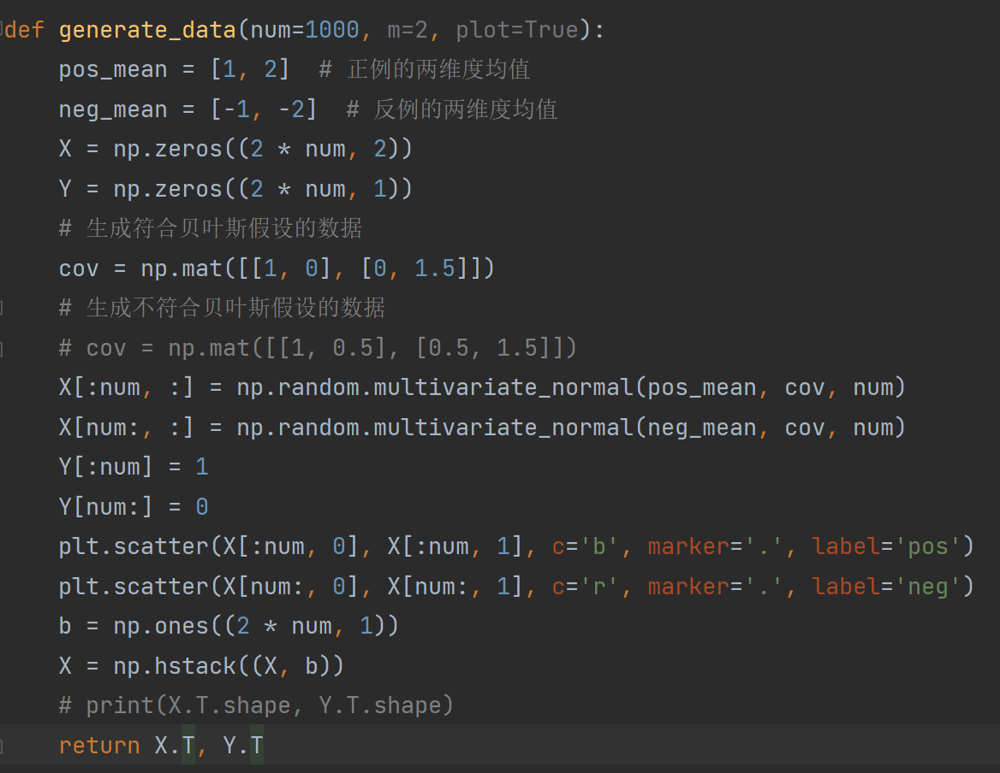 def generate_data(num=1000, m=2, plot=True):
    pos_mean = [1, 2]  # 正例的两维度均值
    neg_mean = [-1, -2]  # 反例的两维度均值
    X = np.zeros((2 * num, 2))
    Y = np.zeros((2 * num, 1))
    # 生成符合贝叶斯假设的数据
    cov = np.mat([[1, 0], [0, 1.5]])
    # 生成不符合贝叶斯假设的数据
    # cov = np.mat([[1, 0.5], [0.5, 1.5]])
    X[:num, :] = np.random.multivariate_normal(pos_mean, cov, num)
    X[num:, :] = np.random.multivariate_normal(neg_mean, cov, num)
    Y[:num] = 1
    Y[num:] = 0
    plt.scatter(X[:num, 0], X[:num, 1], c='b', marker='.', label='pos')
    plt.scatter(X[num:, 0], X[num:, 1], c='r', marker='.', label='neg')
    b = np.ones((2 * num, 1))
    X = np.hstack((X, b))
    # print(X.T.shape, Y.T.shape)
    return X.T, Y.T